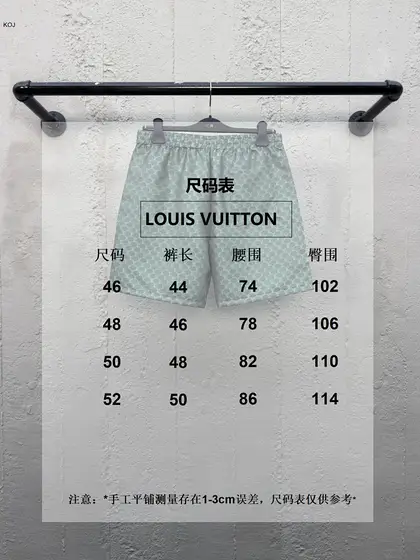 KOJ
尺码表
LOUIS VUITTON
尺码 裤长 腰围 臀围
46 44 74 102
48 46 78 106
50 48 82 110
52 50 86 114
注意：*手工平铺测量存在1-3cm误差，尺码表仅供参考*